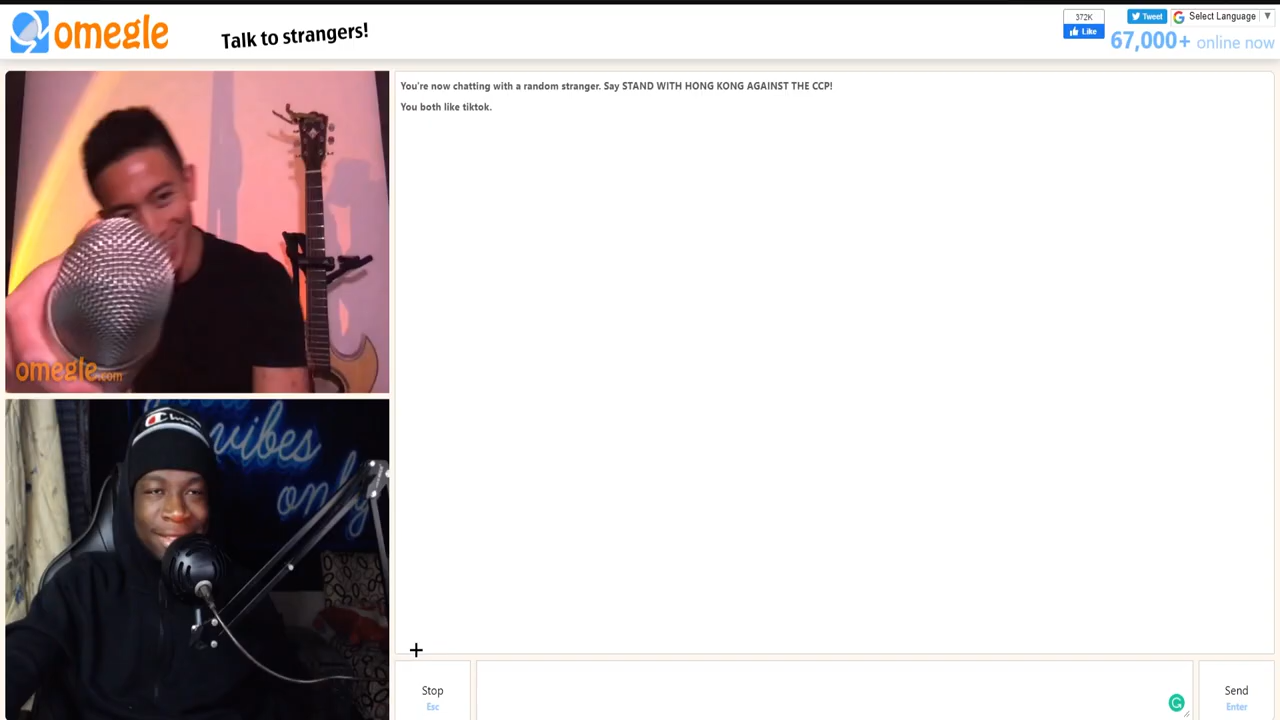 omegle
Talk to strangers!
372K
Like
Tweet
G Select Language ▼
67,000+ online now
You're now chatting with a random stranger. Say STAND WITH HONG KONG AGAINST THE CCP!
You both like tiktok.
omegle.com
Champion
vibes
only
Stop
Esc
Send
Enter